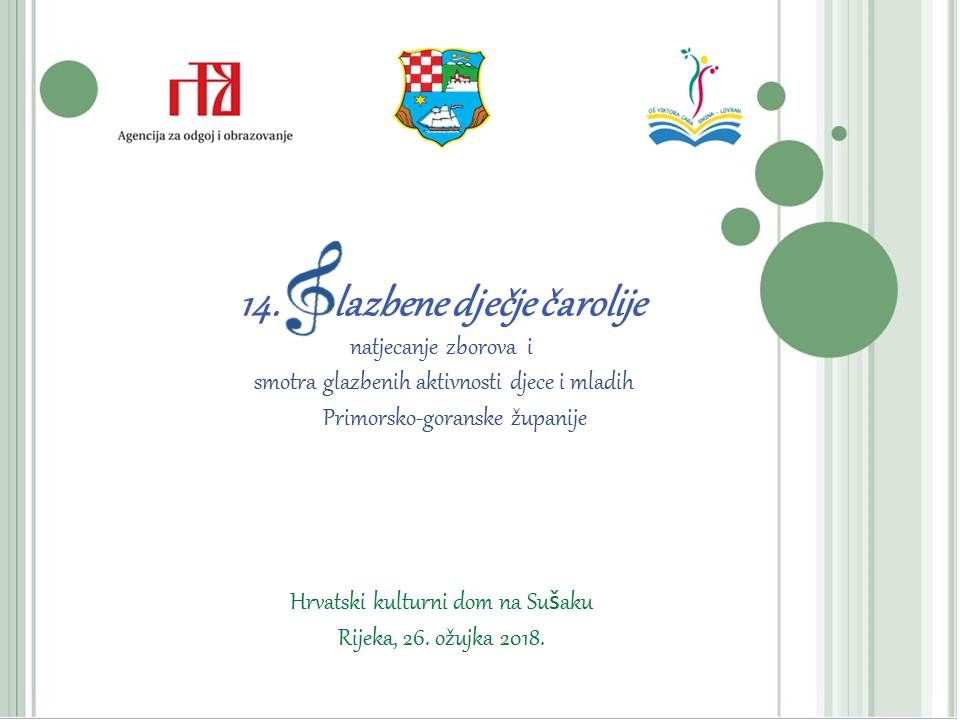 Agencija za odgoj i obrazovanje
OŠ VIKTORA CARA EMINA - LOVRAN
14. Glazbene dječje čarolije
natjecanje zborova i
smotra glazbenih aktivnosti djece i mladih
Primorsko-goranske županije
Hrvatski kulturni dom na Sušaku
Rijeka, 26. ožujka 2018.